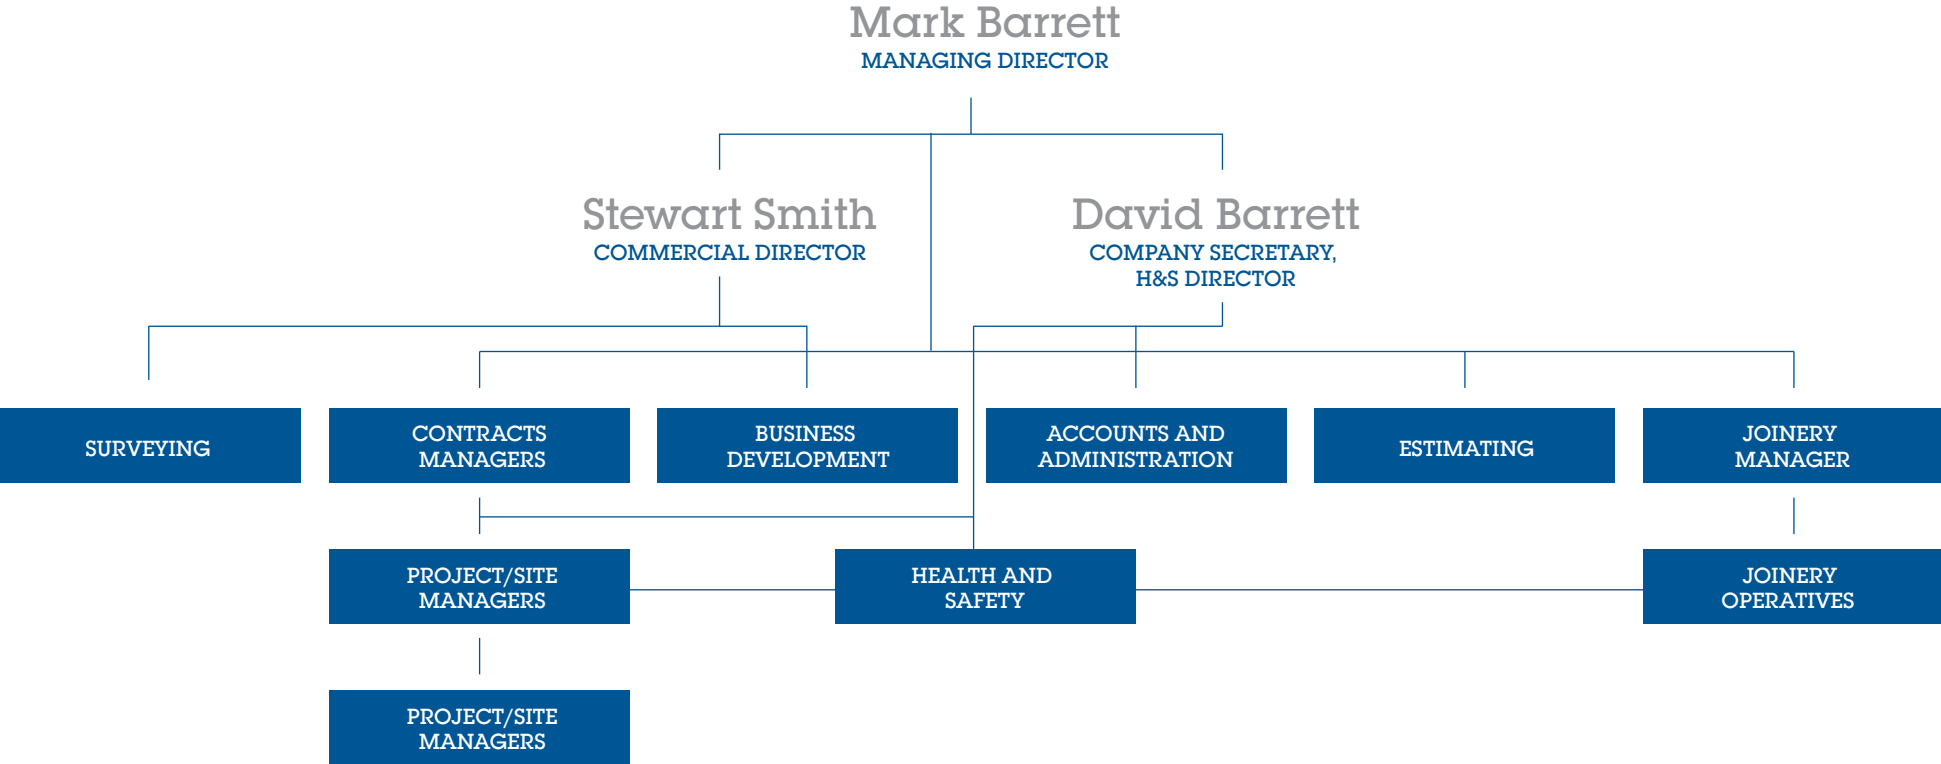 Mark Barrett
MANAGING DIRECTOR
Stewart Smith
COMMERCIAL DIRECTOR
David Barrett
COMPANY SECRETARY,
H&S DIRECTOR
SURVEYING
CONTRACTS
MANAGERS
BUSINESS
DEVELOPMENT
ACCOUNTS AND
ADMINISTRATION
ESTIMATING
JOINERY
MANAGER
PROJECT/SITE
MANAGERS
HEALTH AND
SAFETY
JOINERY
OPERATIVES
PROJECT/SITE
MANAGERS